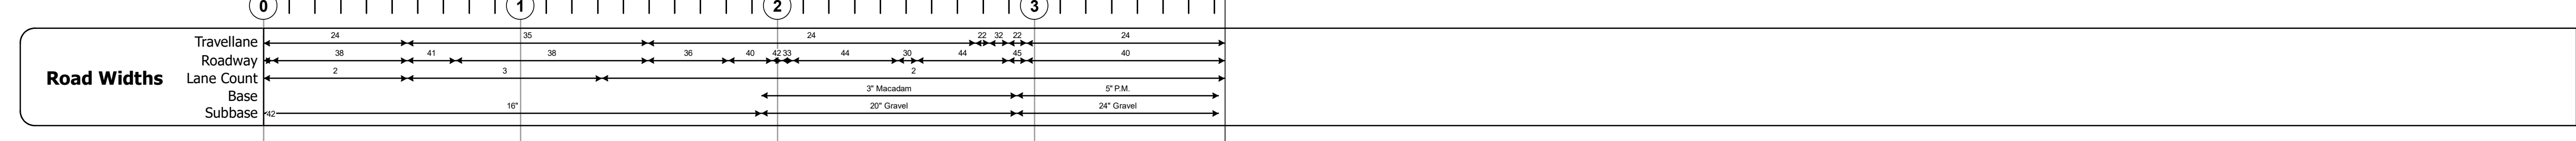 0 1 2 3
Travellane 24 35 24 22 32 22 24
Roadway 38 41 38 36 40 42 33 44 30 44 45 40
Road Widths
Lane Count 2 3 2
Base 3" Macadam 5" P.M.
Subbase 42 16" 20" Gravel 24" Gravel